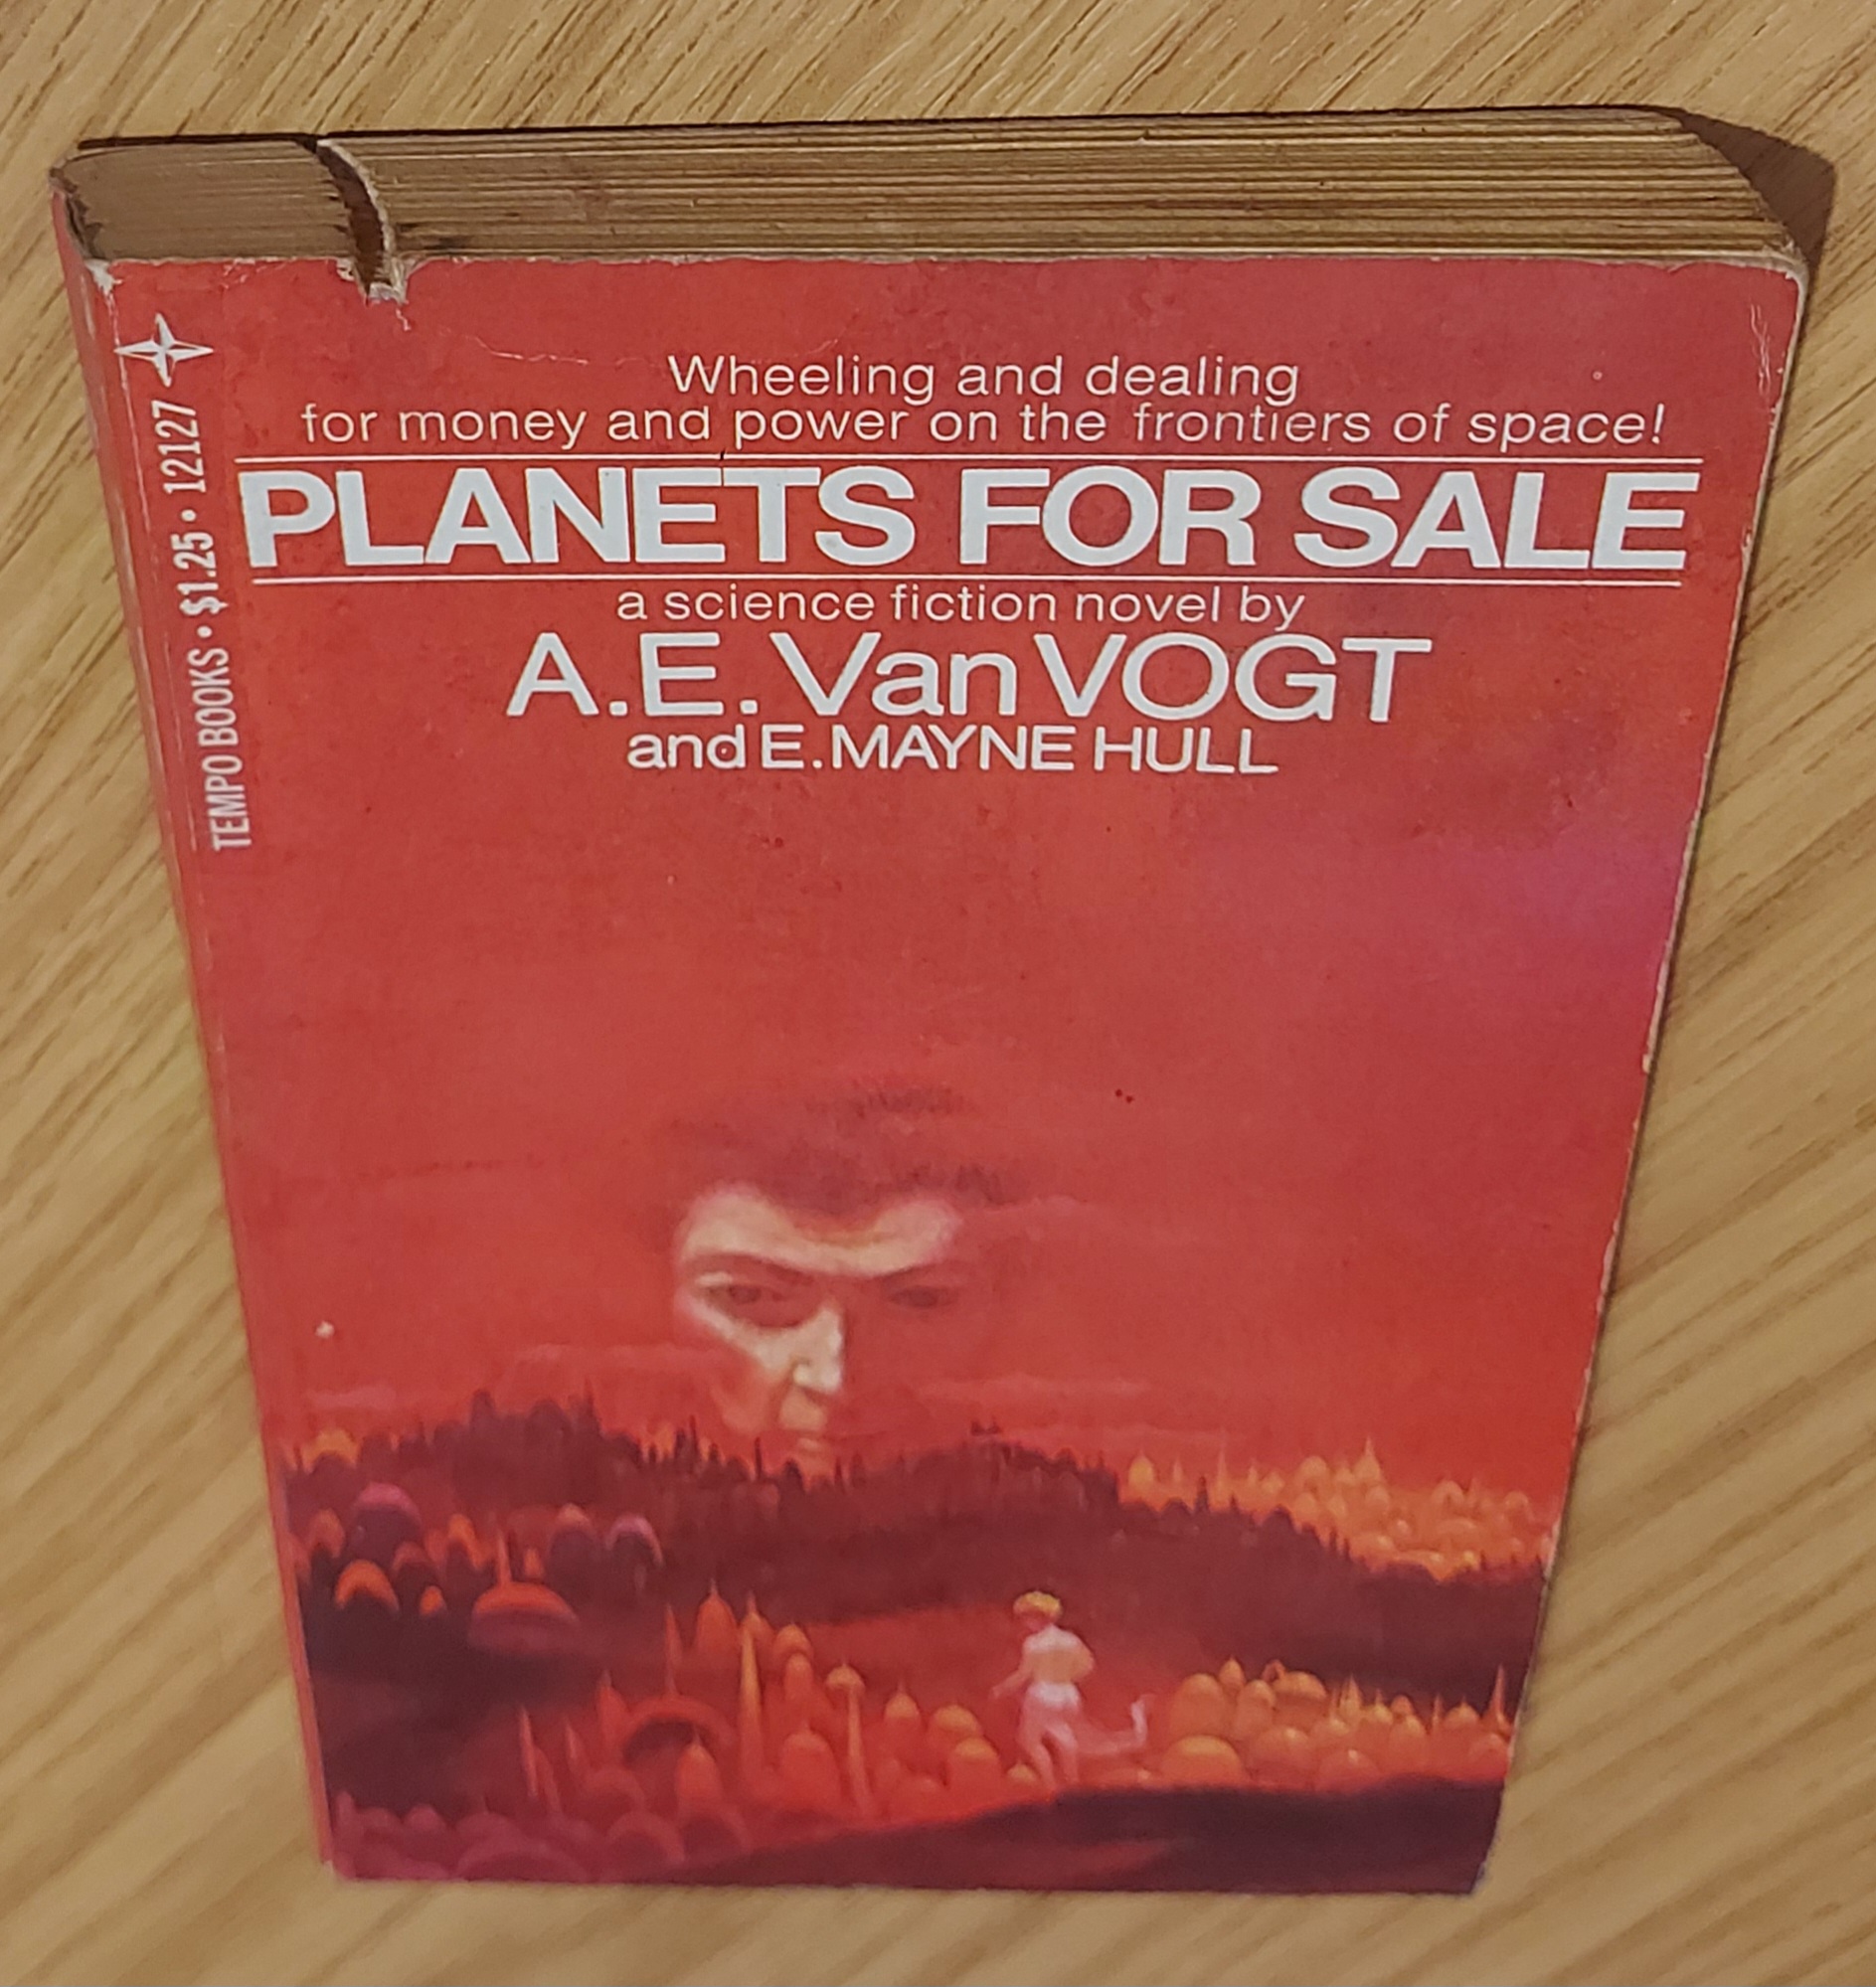 Wheeling and dealing
for money and power on the frontiers of space!
PLANETS FOR SALE
a science fiction novel by
A.E. Van VOGT
and E. MAYNE HULL
TEMPO BOOKS • $1.25 • 12127